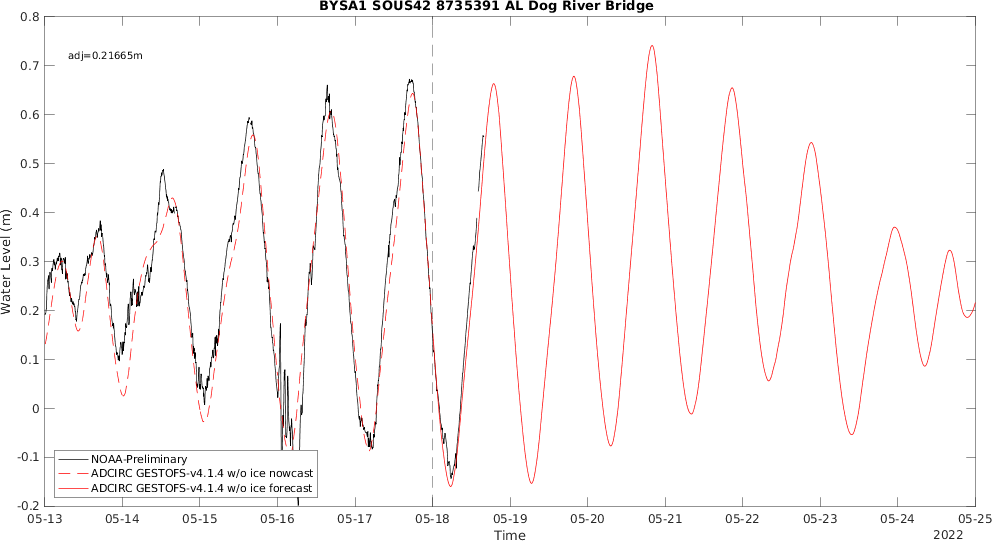 BYSA1 SOUS42 8735391 AL Dog River Bridge
adj=0.21665m
Water Level (m)
0.8
0.7
0.6
0.5
0.4
0.3
0.2
0.1
0
-0.1
-0.2
NOAA-Preliminary
ADCIRC GESTOFS-v4.1.4 w/o ice nowcast
ADCIRC GESTOFS-v4.1.4 w/o ice forecast
05-13 05-14 05-15 05-16 05-17 05-18 05-19 05-20 05-21 05-22 05-23 05-24 05-25
Time
2022